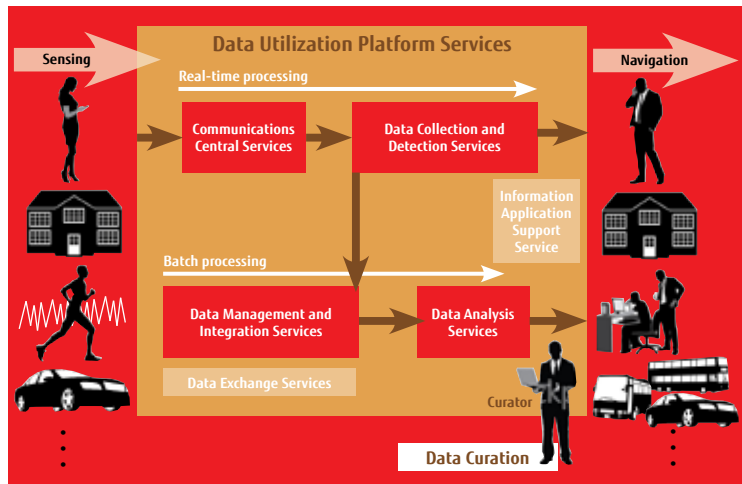 Data Utilization Platform Services
Sensing
Navigation
Real-time processing
Communications
Central Services
Data Collection and
Detection Services
Information
Application
Support
Service
Batch processing
Data Management and
Integration Services
Data Analysis
Services
Data Exchange Services
Curator
Data Curation